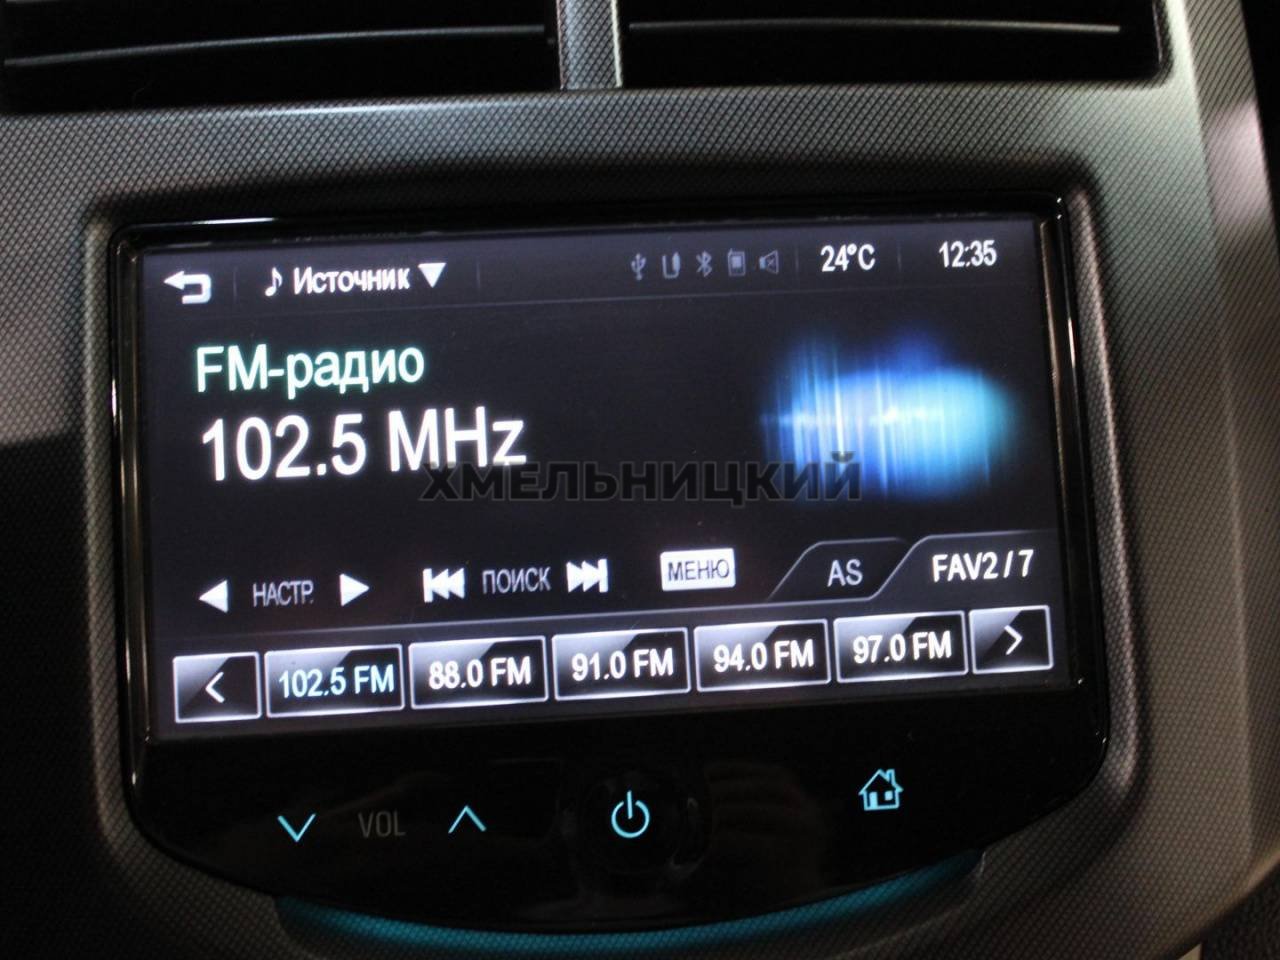 Источник 24°C 12:35
FM-радио
102.5 MHz
ХМЕЛЬНИЦКИЙ
НАСТР. ПОИСК МЕНЮ AS FAV2 / 7
102.5 FM 88.0 FM 91.0 FM 94.0 FM 97.0 FM
VOL